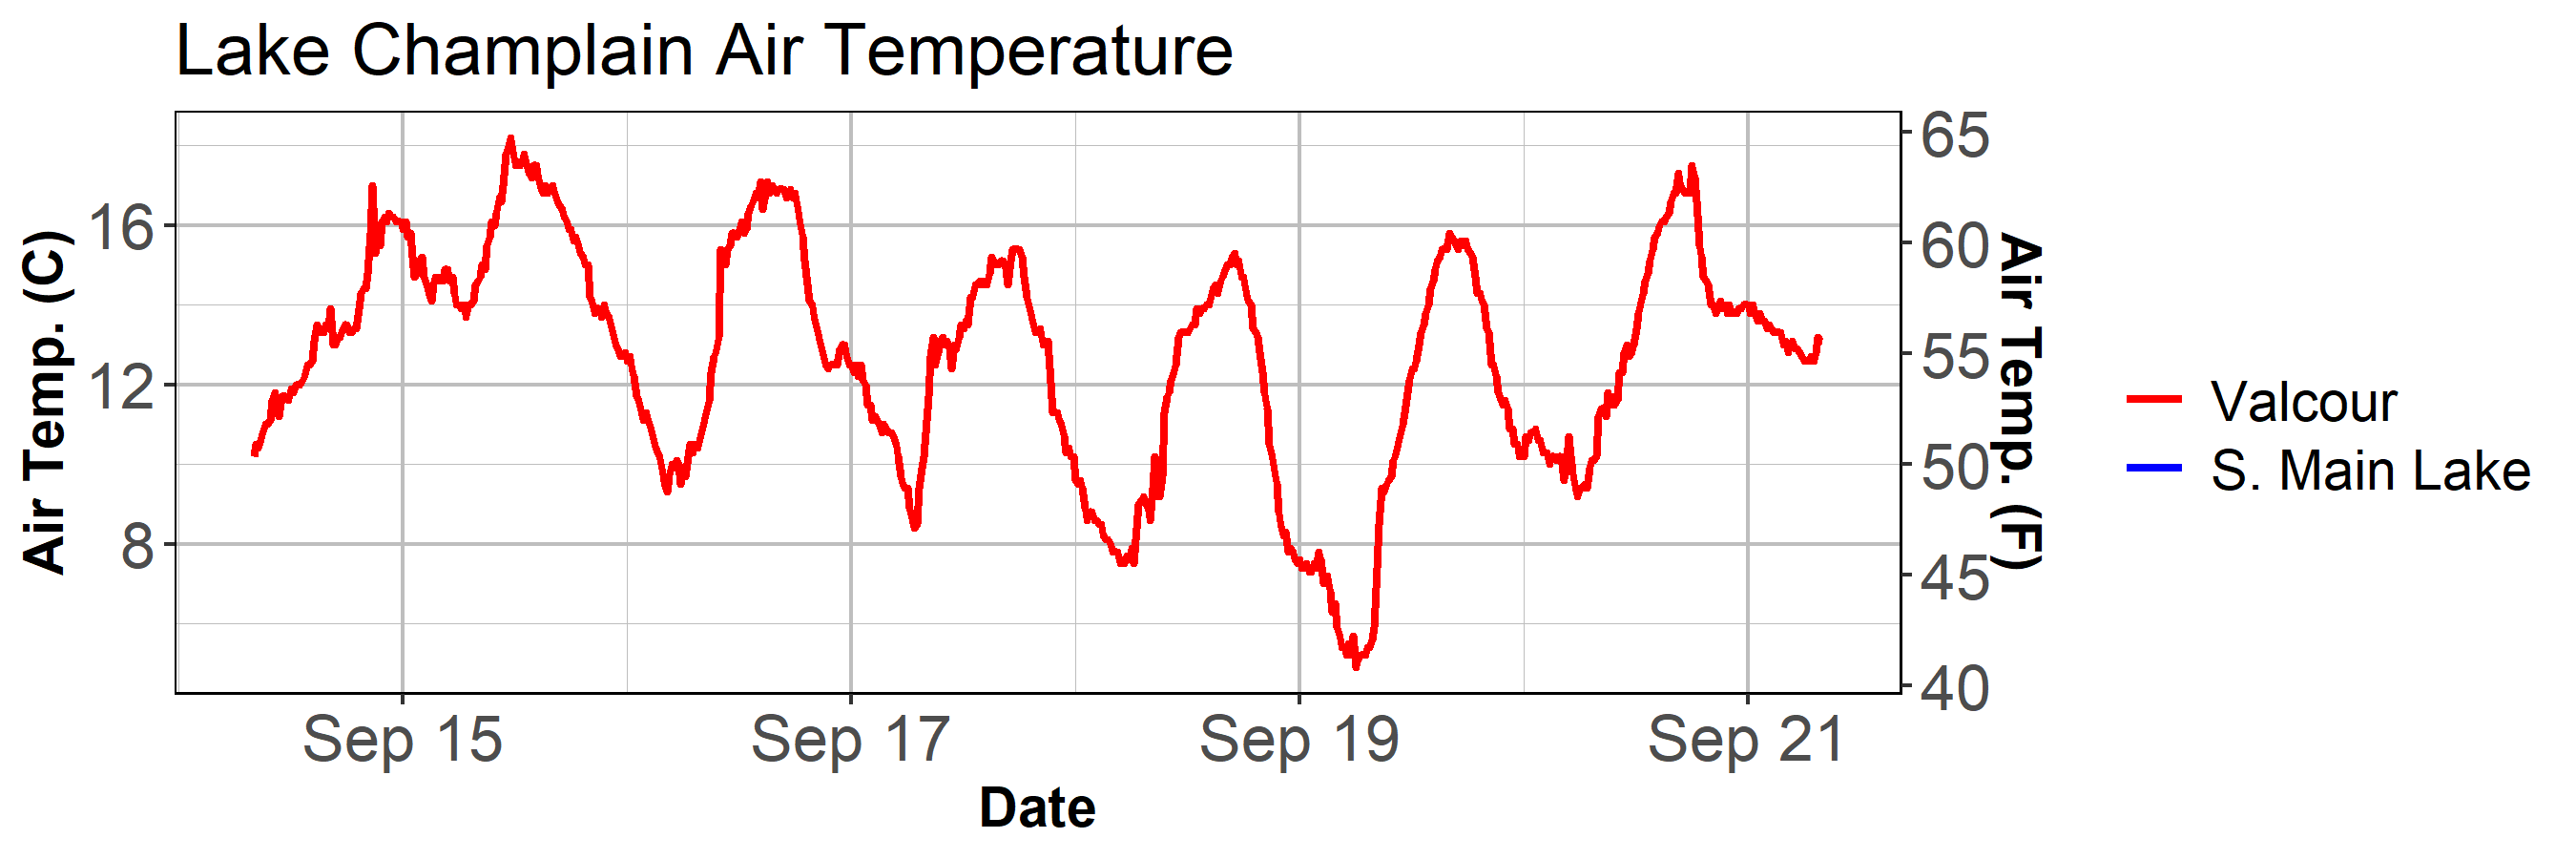 Lake Champlain Air Temperature
Air Temp. (C)
16
12
8
65
60
55
50
45
40
Air Temp. (F)
Sep 15
Sep 17
Sep 19
Sep 21
Date
Valcour
S. Main Lake